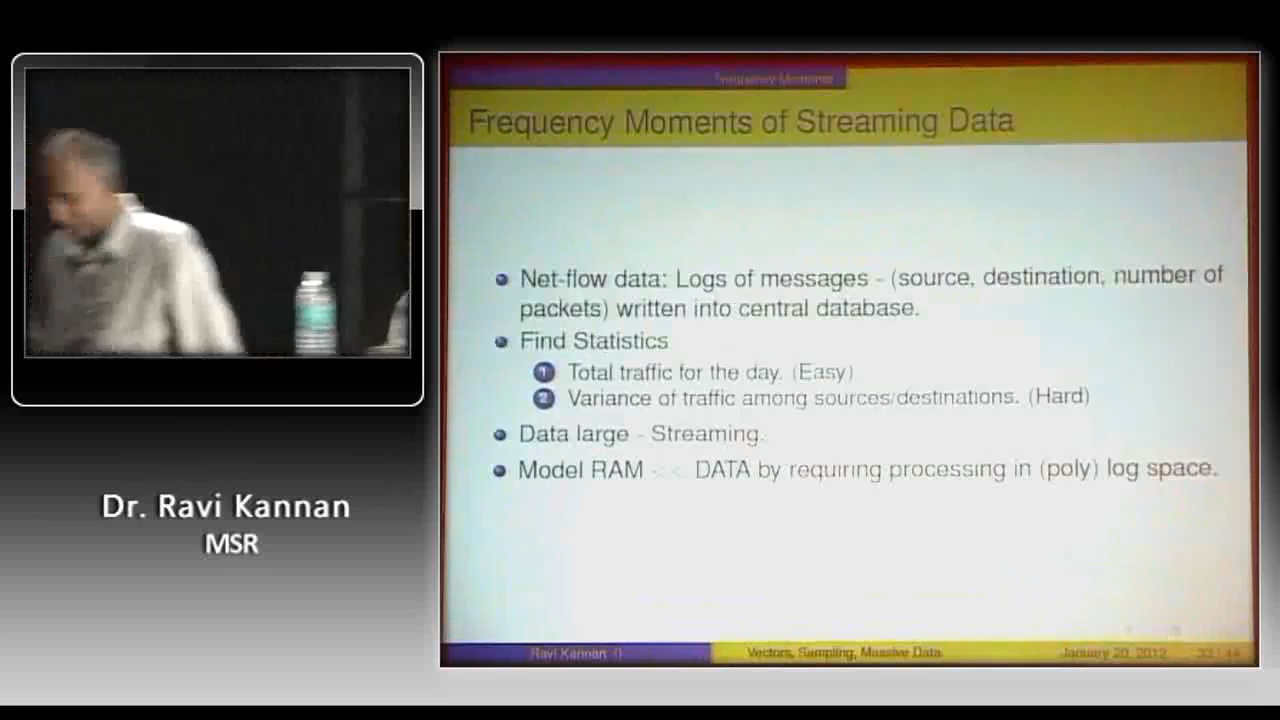 Frequency Moments
Frequency Moments of Streaming Data
Net-flow data: Logs of messages - (source, destination, number of
packets) written into central database.
Find Statistics
1 Total traffic for the day. (Easy)
2 Variance of traffic among sources/destinations. (Hard)
Data large - Streaming.
Model RAM << DATA by requiring processing in (poly) log space.
Ravi Kannan ()
Vectors, Sampling, Massive Data
January 20, 2012
Dr. Ravi Kannan
MSR